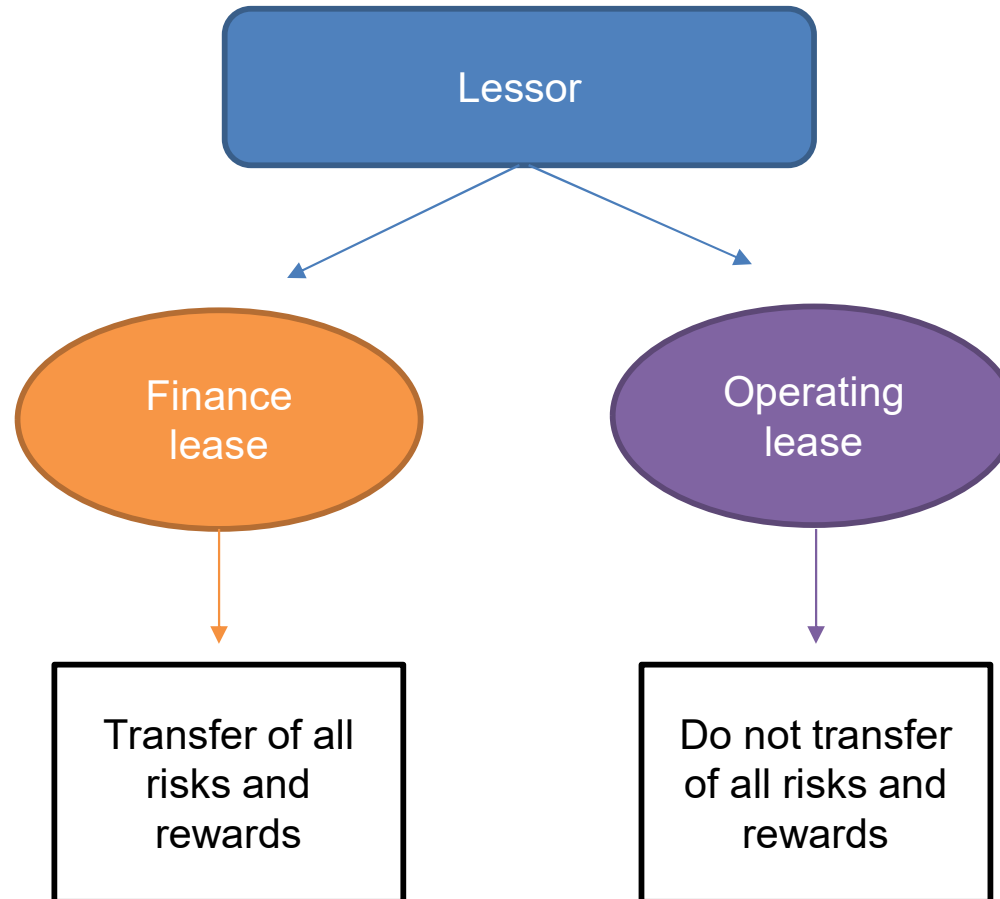 Lessor
Finance
lease
Operating
lease
Transfer of all
risks and
rewards
Do not transfer
of all risks and
rewards